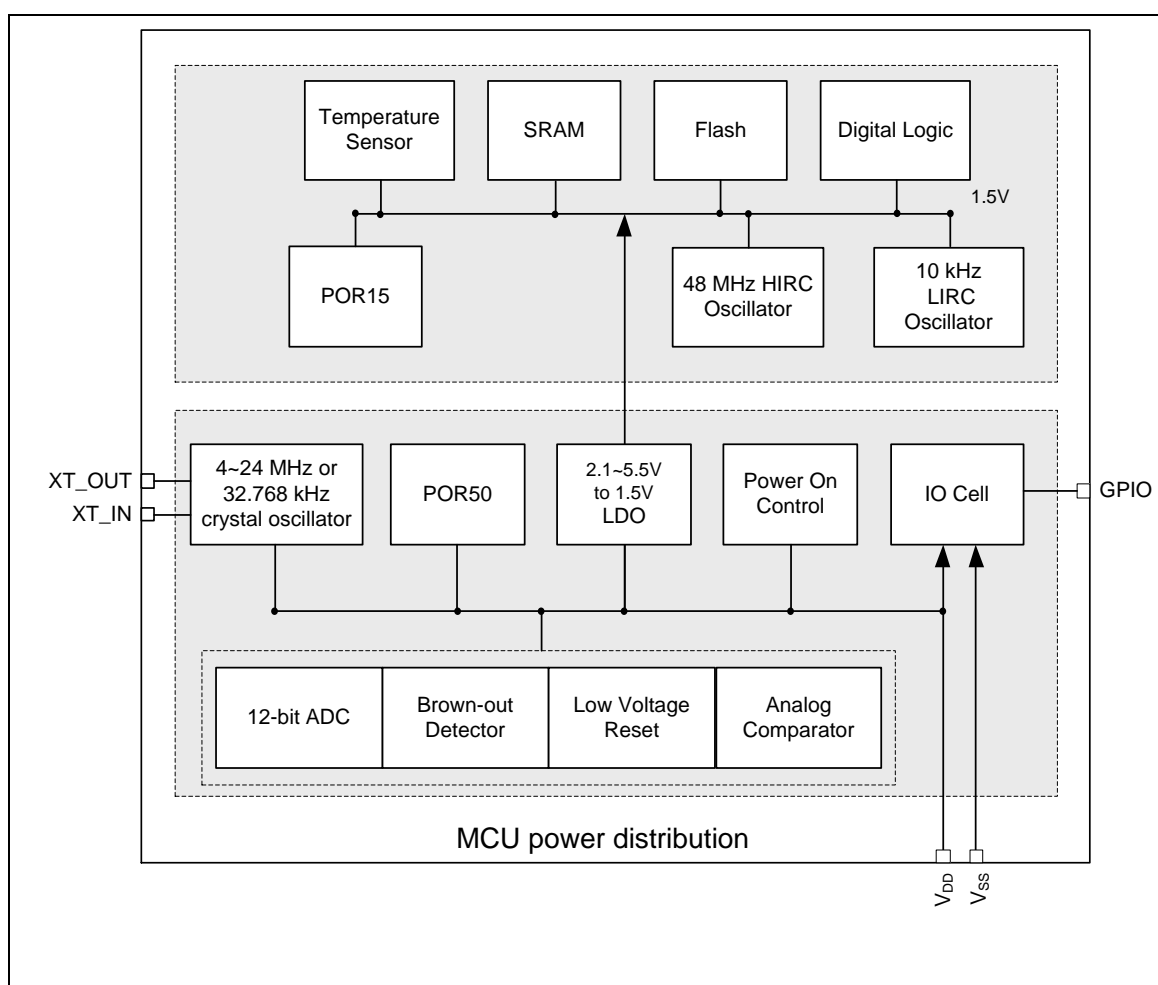 Temperature
Sensor
SRAM
Flash
Digital Logic
1.5V
POR15
48 MHz HIRC
Oscillator
10 kHz
LIRC
Oscillator
XT_OUT
XT_IN
4~24 MHz or
32.768 kHz
crystal oscillator
POR50
2.1~5.5V
to 1.5V
LDO
Power On
Control
IO Cell
GPIO
12-bit ADC
Brown-out
Detector
Low Voltage
Reset
Analog
Comparator
MCU power distribution
VDD
VSS